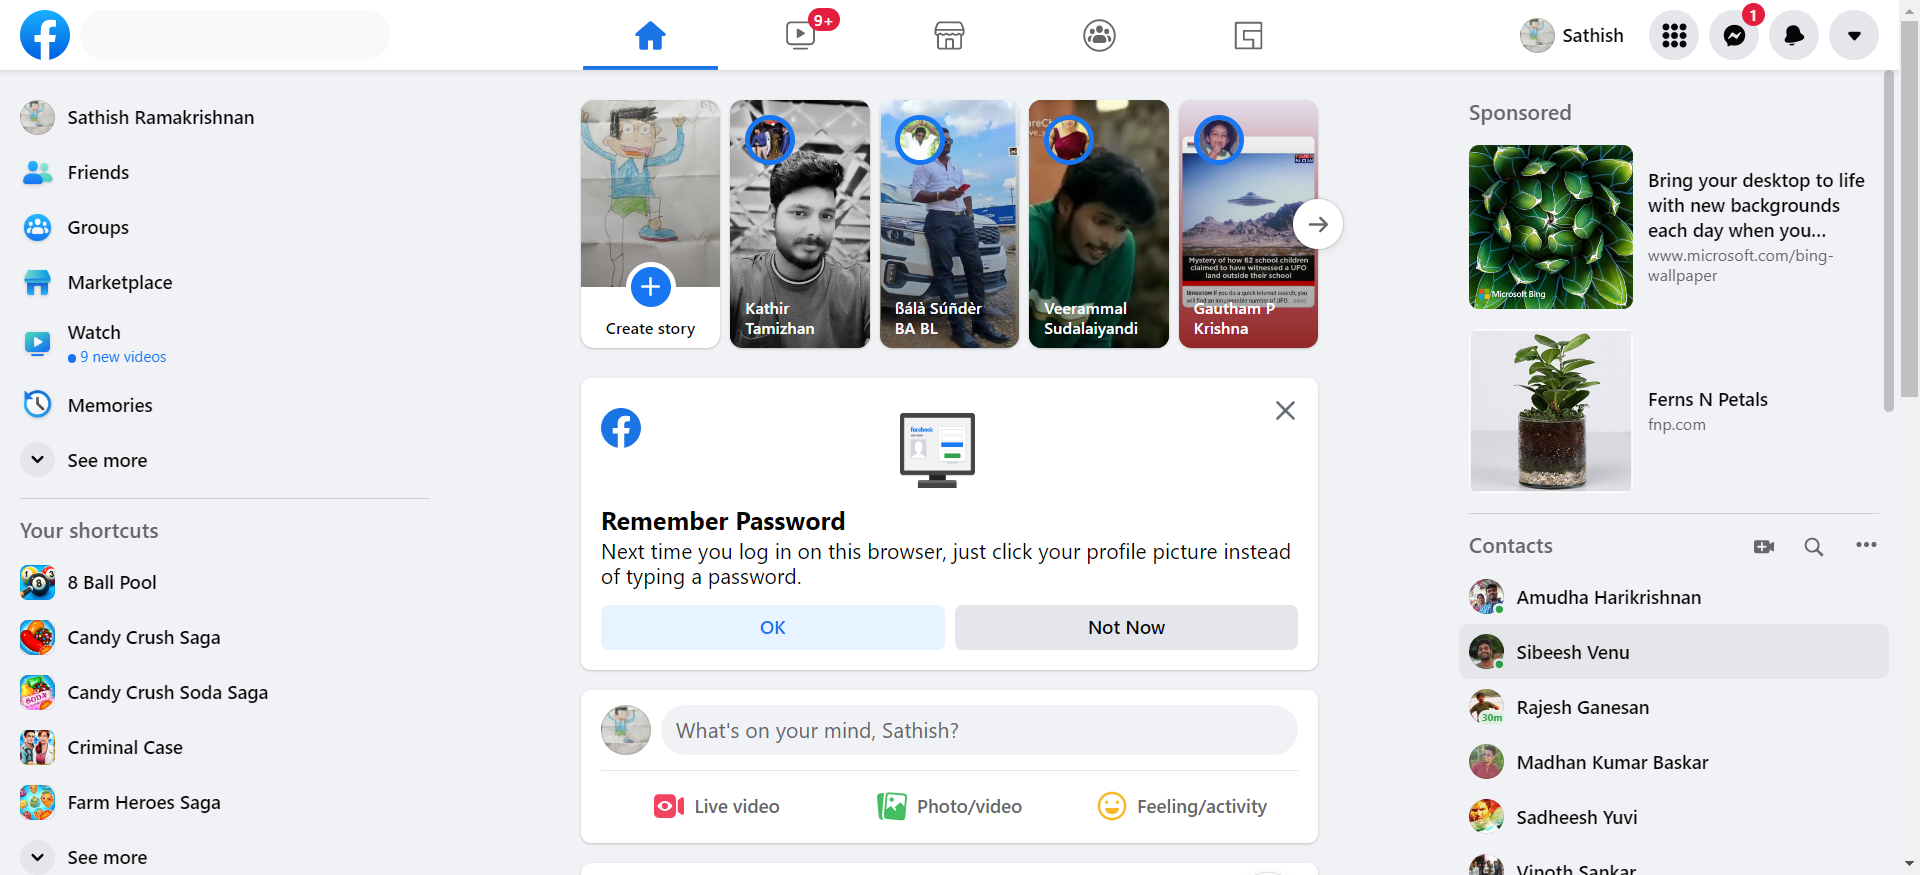 9+
Sathish
1
Sathish Ramakrishnan
Friends
Groups
Marketplace
Watch
9 new videos
Memories
See more
Your shortcuts
8 Ball Pool
Candy Crush Saga
Candy Crush Soda Saga
Criminal Case
Farm Heroes Saga
See more
Create story
Kathir
Tamizhan
ßálà Súñdèr
BA BL
Veerammal
Sudalaiyandi
Mystery of how 62 school children
claimed to have witnessed a UFO
land outside their school
Gautham P
Krishna
facebook
Remember Password
Next time you log in on this browser, just click your profile picture instead
of typing a password.
OK
Not Now
What's on your mind, Sathish?
Live video
Photo/video
Feeling/activity
Sponsored
Microsoft Bing
Bring your desktop to life
with new backgrounds
each day when you...
www.microsoft.com/bing-
wallpaper
Ferns N Petals
fnp.com
Contacts
Amudha Harikrishnan
Sibeesh Venu
30m
Rajesh Ganesan
Madhan Kumar Baskar
Sadheesh Yuvi
Vinoth Sankar